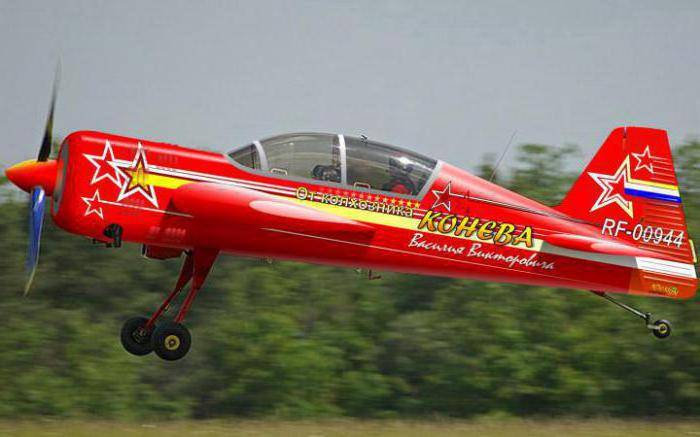 От колхозника
КОНЕВА
Василия Викторовича
RF-00944